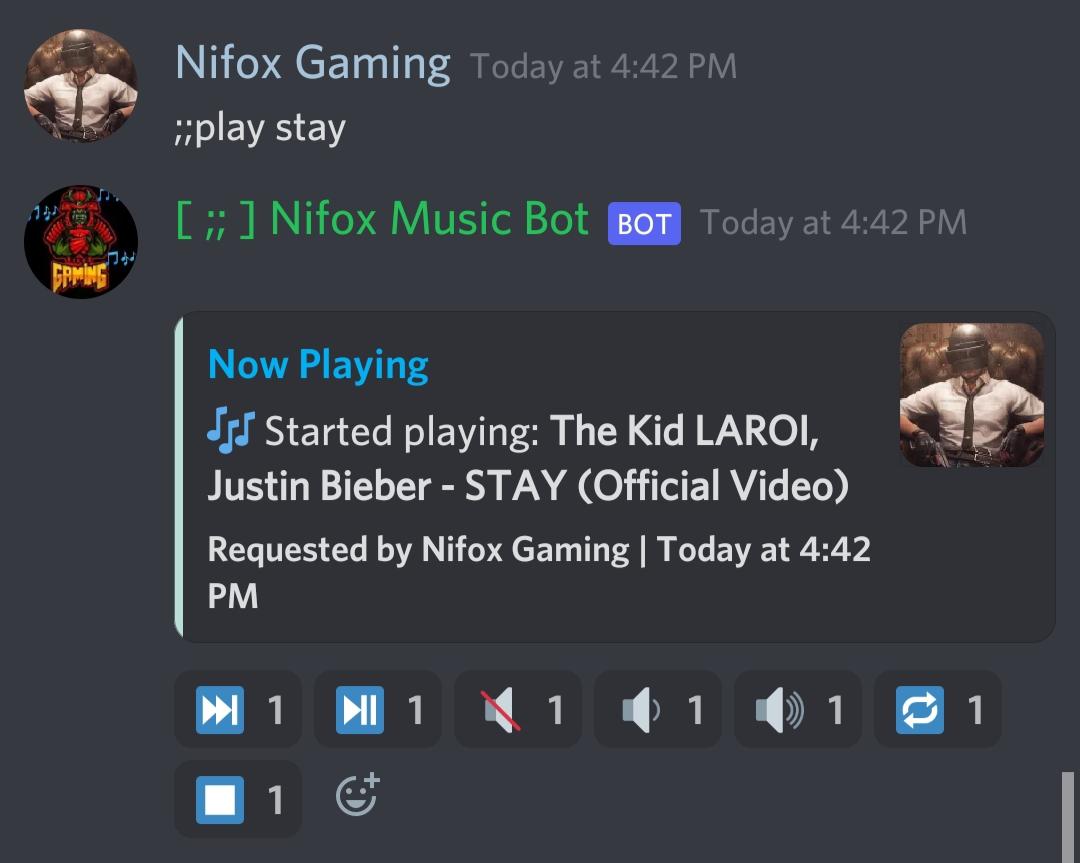 Nifox Gaming Today at 4:42 PM
;;play stay
[ ;; ] Nifox Music Bot BOT Today at 4:42 PM
GAMING
Now Playing
Started playing: The Kid LAROI,
Justin Bieber - STAY (Official Video)
Requested by Nifox Gaming | Today at 4:42
PM
1 1 1 1 1 1
1